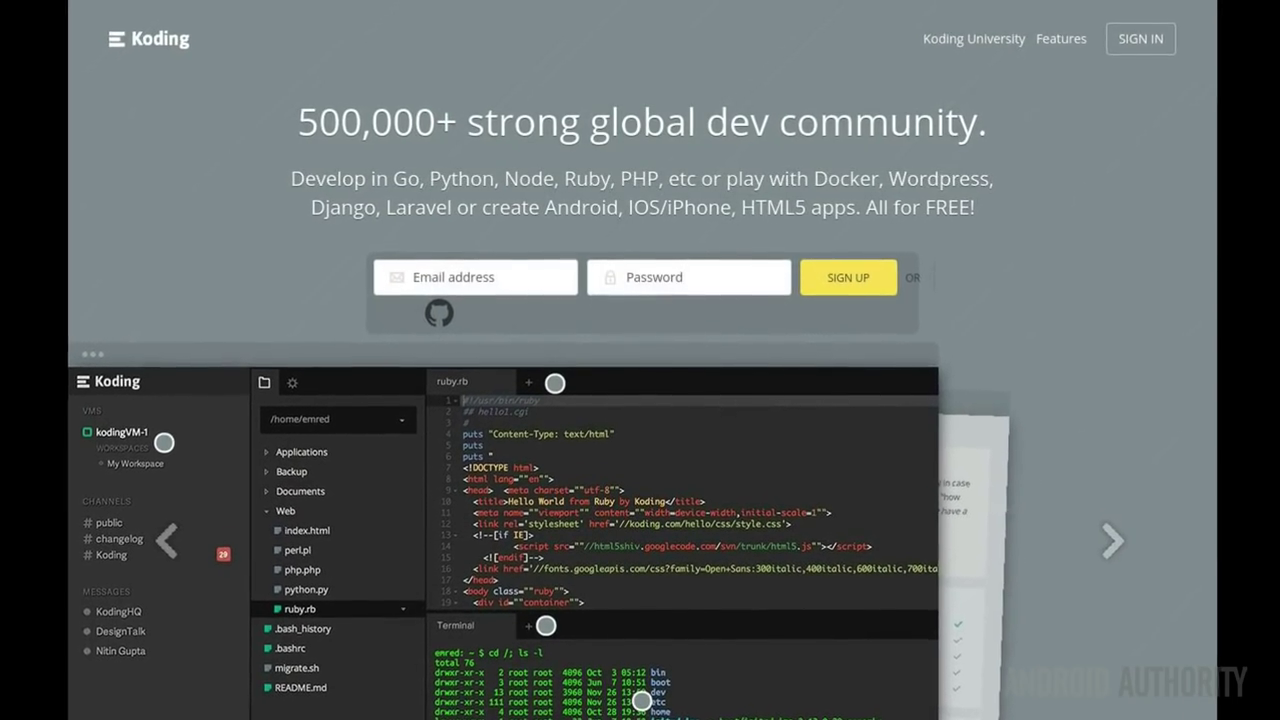 Koding
Koding University
Features
SIGN IN
500,000+ strong global dev community.
Develop in Go, Python, Node, Ruby, PHP, etc or play with Docker, Wordpress,
Django, Laravel or create Android, IOS/iPhone, HTML5 apps. All for FREE!
Email address
Password
SIGN UP
OR
Koding
VMS
kodingVM-1
WORKSPACES
My Workspace
CHANNELS
# public
# changelog
# Koding
29
MESSAGES
KodingHQ
DesignTalk
Nitin Gupta
/home/emred
Applications
Backup
Documents
Web
index.html
perl.pl
php.php
python.py
ruby.rb
.bash_history
.bashrc
migrate.sh
README.md
ruby.rb
+
1 #!/usr/bin/ruby
2 ## hello1.cgi
3 #
4 puts "Content-Type: text/html"
5 puts
6 puts "
7 <!DOCTYPE html>
8 <html lang=""en"">
9 <head> <meta charset=""utf-8"">
10 <title>Hello World from Ruby by Koding</title>
11 <meta name=""viewport"" content=""width=device-width,initial-scale=1"">
12 <link rel='stylesheet' href='//koding.com/hello/css/style.css'>
13 <!--[if IE]>
14 <script src=""//html5shiv.googlecode.com/svn/trunk/html5.js""></script>
15 <![endif]-->
16 <link href='//fonts.googleapis.com/css?family=Open+Sans:300italic,400italic,600italic,700ita
17 </head>
18 <body class=""ruby"">
19 <div id=""container"">
Terminal
+
emred: ~ $ cd /; ls -l
total 76
drwxr-xr-x 2 root root 4096 Oct 3 05:12 bin
drwxr-xr-x 3 root root 4096 Jun 7 10:51 boot
drwxr-xr-x 13 root root 3960 Nov 26 dev
drwxr-xr-x 111 root root 4096 Nov 26 etc
drwxr-xr-x 4 root root 4096 Oct 28 home
in case
"how
have a
ANDROID AUTHORITY